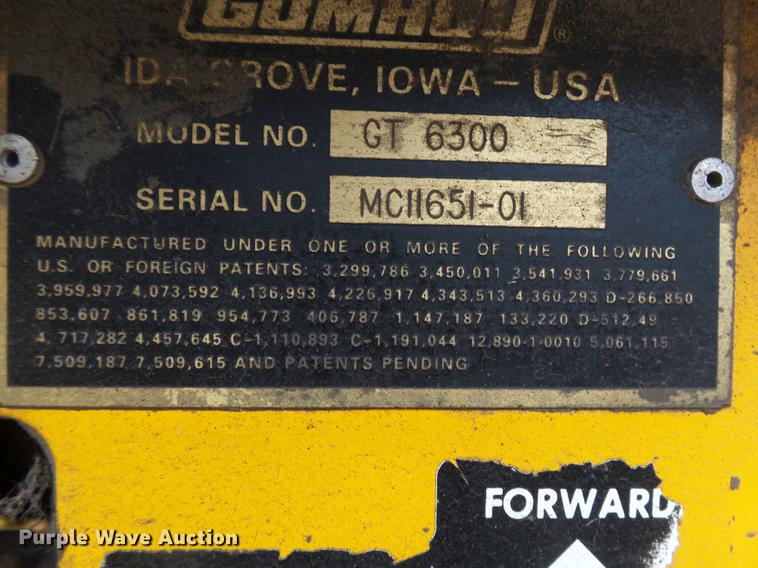 GOMACO ®
IDA GROVE, IOWA – USA
MODEL NO. GT 6300
SERIAL NO. MC11651-01
MANUFACTURED UNDER ONE OR MORE OF THE FOLLOWING
U.S. OR FOREIGN PATENTS: 3,299,786 3,450,011 3,541,931 3,779,661
3,959,977 4,073,592 4,136,993 4,226,917 4,343,513 4,360,293 D-266,850
853,607 861,819 954,773 406,787 1,147,187 133,220 D-512,49
4,717,282 4,457,645 C-1,110,893 C-1,191,044 12,890-1-0010 5,061,115
7,509,187 7,509,615 AND PATENTS PENDING
FORWARD
Purple Wave Auction